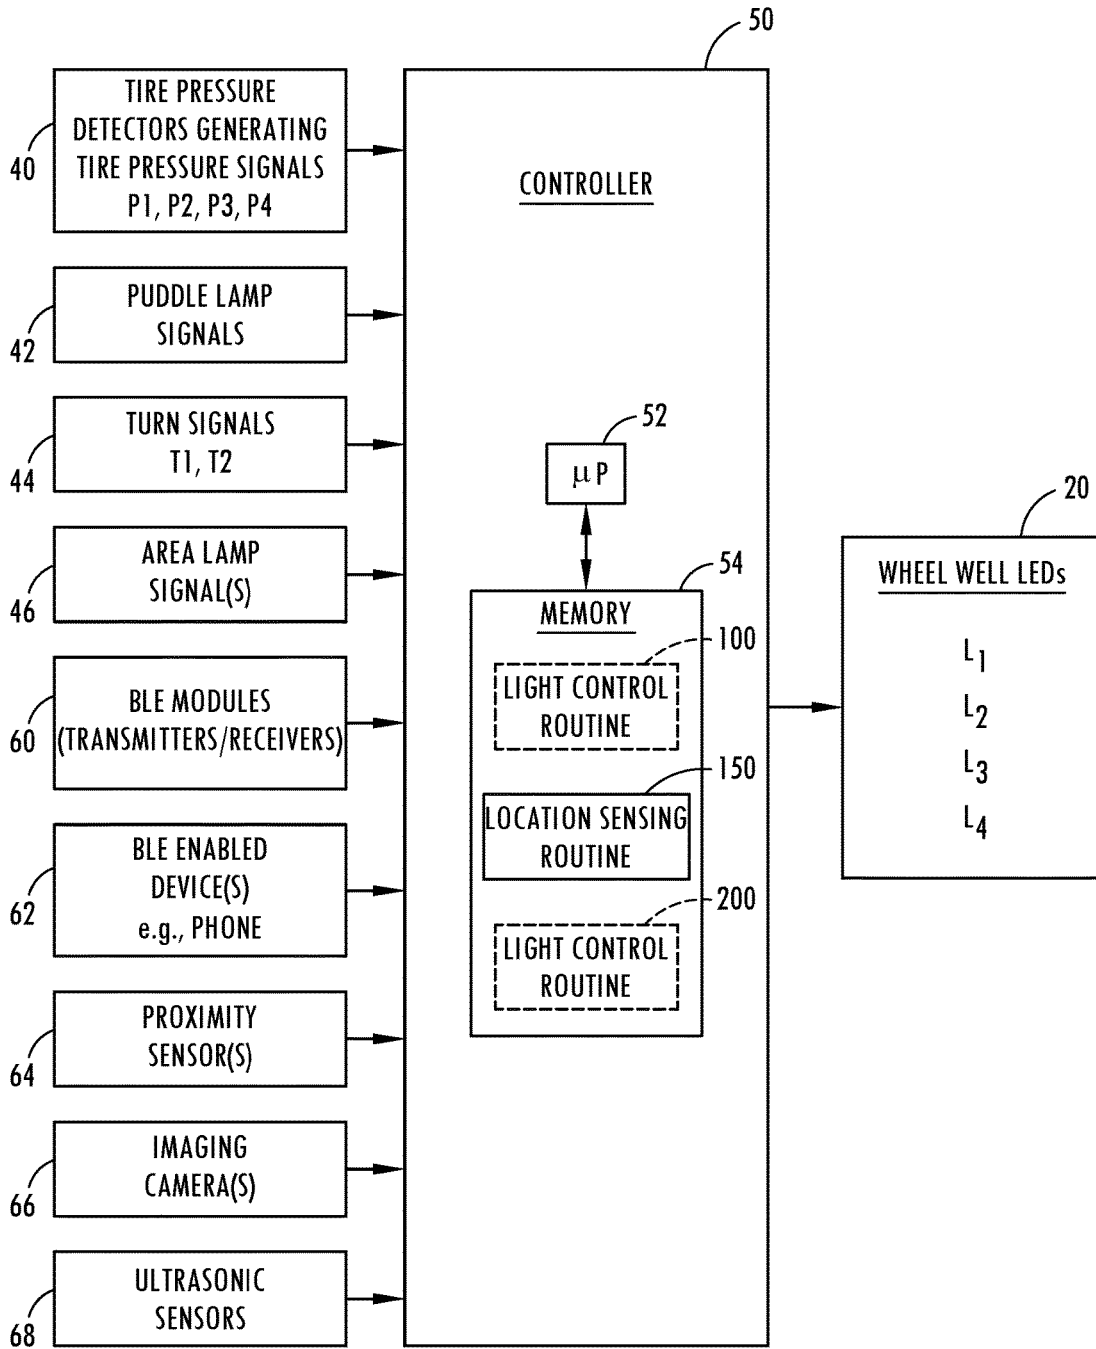 50
TIRE PRESSURE
DETECTORS GENERATING
TIRE PRESSURE SIGNALS
P1, P2, P3, P4
40
PUDDLE LAMP
SIGNALS
42
TURN SIGNALS
T1, T2
44
AREA LAMP
SIGNAL(S)
46
BLE MODULES
(TRANSMITTERS/RECEIVERS)
60
BLE ENABLED
DEVICE(S)
e.g., PHONE
62
PROXIMITY
SENSOR(S)
64
IMAGING
CAMERA(S)
66
ULTRASONIC
SENSORS
68
CONTROLLER
52
μP
54
MEMORY
100
LIGHT CONTROL
ROUTINE
150
LOCATION SENSING
ROUTINE
200
LIGHT CONTROL
ROUTINE
20
WHEEL WELL LEDs
L1
L2
L3
L4